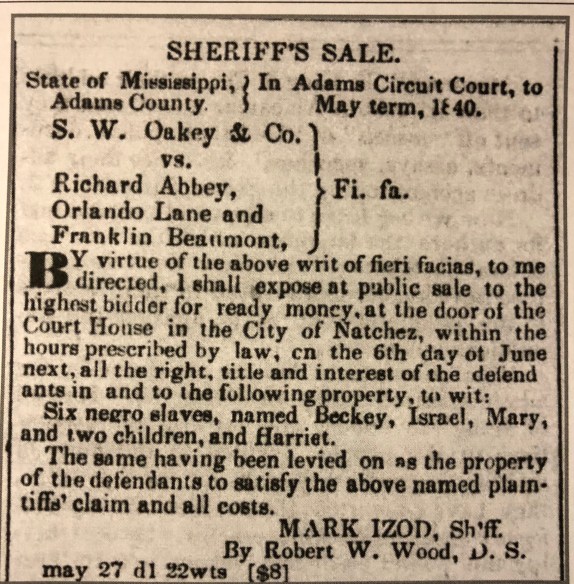 SHERIFF'S SALE.
State of Mississippi, } In Adams Circuit Court, to
Adams County. } May term, 1840.
S. W. Oakey & Co.
vs.
Richard Abbey, } Fi. fa.
Orlando Lane and
Franklin Beaumont,
BY virtue of the above writ of fieri facias, to me
directed, I shall expose at public sale to the
highest bidder for ready money, at the door of the
Court House in the City of Natchez, within the
hours prescribed by law, on the 6th day of June
next, all the right, title and interest of the defend
ants in and to the following property, to wit:
Six negro slaves, named Beckey, Israel, Mary,
and two children, and Harriet.
The same having been levied on as the property
of the defendants to satisfy the above named plain-
tiffs' claim and all costs.
MARK IZOD, Sh'ff.
By Robert W. Wood, D. S.
may 27 d1 22wts [$8]